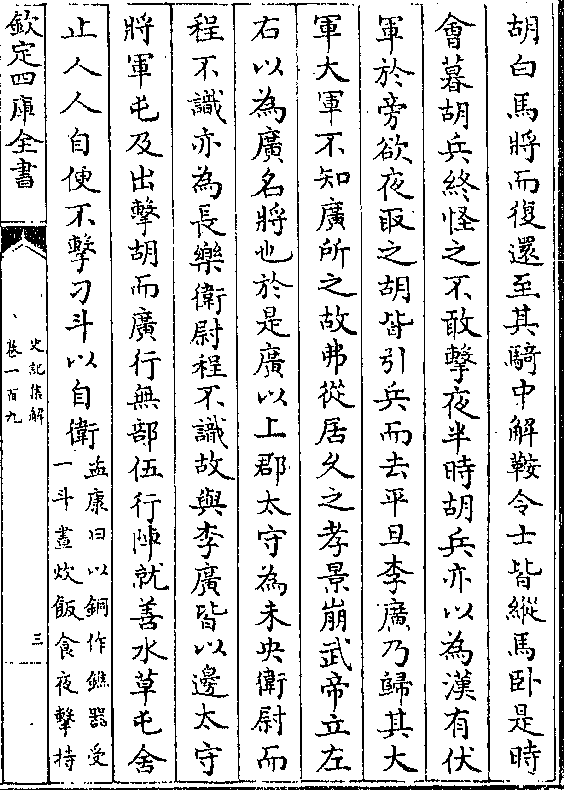 胡白馬將而復還至其騎中解鞍令士皆縱馬卧是時
會暮胡兵終怪之不敢擊夜半時胡兵亦以為漢有伏
軍於旁欲夜取之胡皆引兵而去平旦李廣乃歸其大
軍大軍不知廣所之故弗從居久之孝景崩武帝立左
右以為廣名將也於是廣以上郡太守為未央衛尉而
程不識亦為長樂衛尉程不識故與李廣皆以邊太守
將軍屯及出擊胡而廣行無部伍行陣就善水草屯舍
止人人自便不擊刁斗以自衛
孟康曰以銅作鐎器受
一斗晝炊飯食夜擊持
欽定四庫全書
史記集解
卷一百九
三